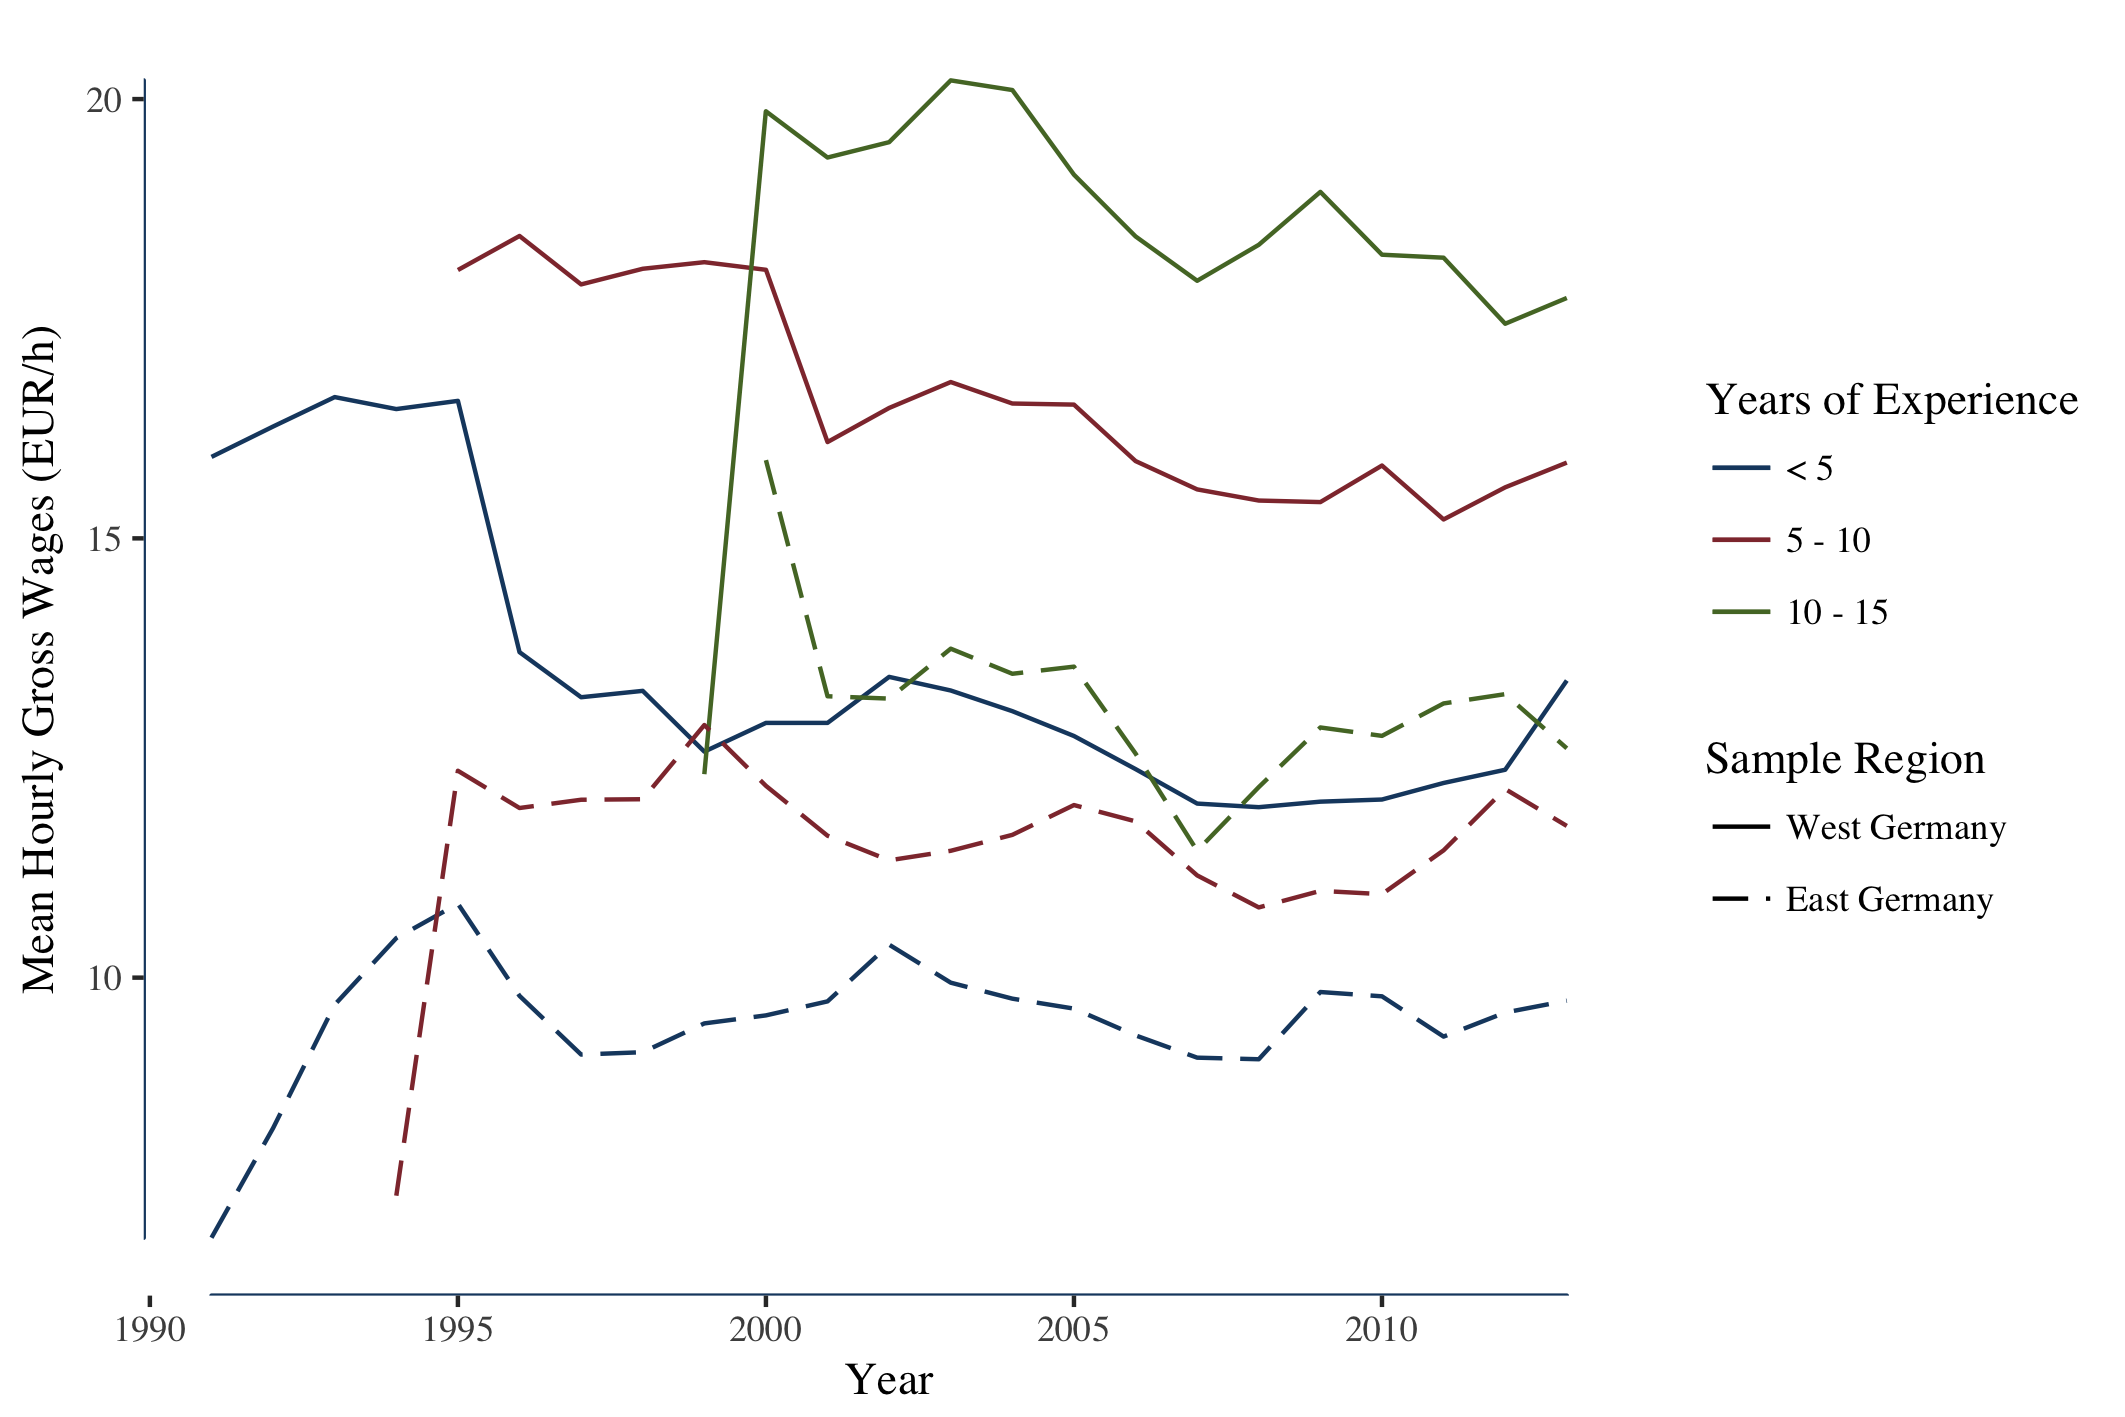 Mean Hourly Gross Wages (EUR/h)
20
15
10
1990
1995
2000
2005
2010
Year
Years of Experience
< 5
5 - 10
10 - 15
Sample Region
West Germany
East Germany